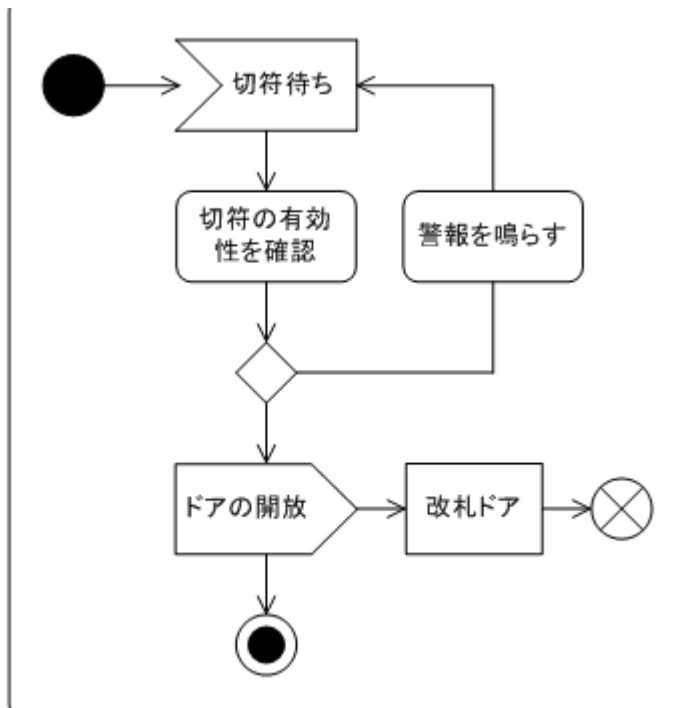 切符待ち
切符の有効
性を確認
警報を鳴らす
ドアの開放
改札ドア